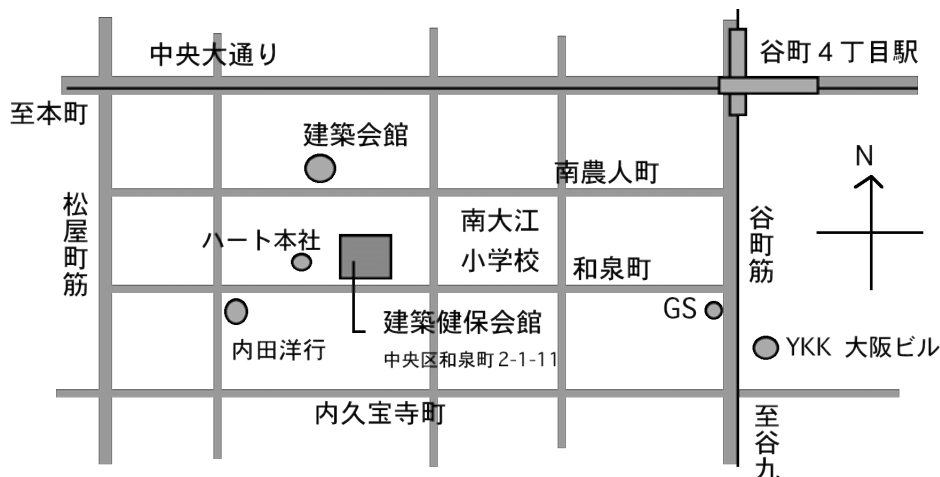 中央大通り
谷町4丁目駅
至本町
建築会館
N
南農人町
松屋町筋
南大江
小学校
谷町筋
ハート本社
和泉町
GS
建築健保会館
内田洋行
中央区和泉町2-1-11
YKK 大阪ビル
内久宝寺町
至谷九